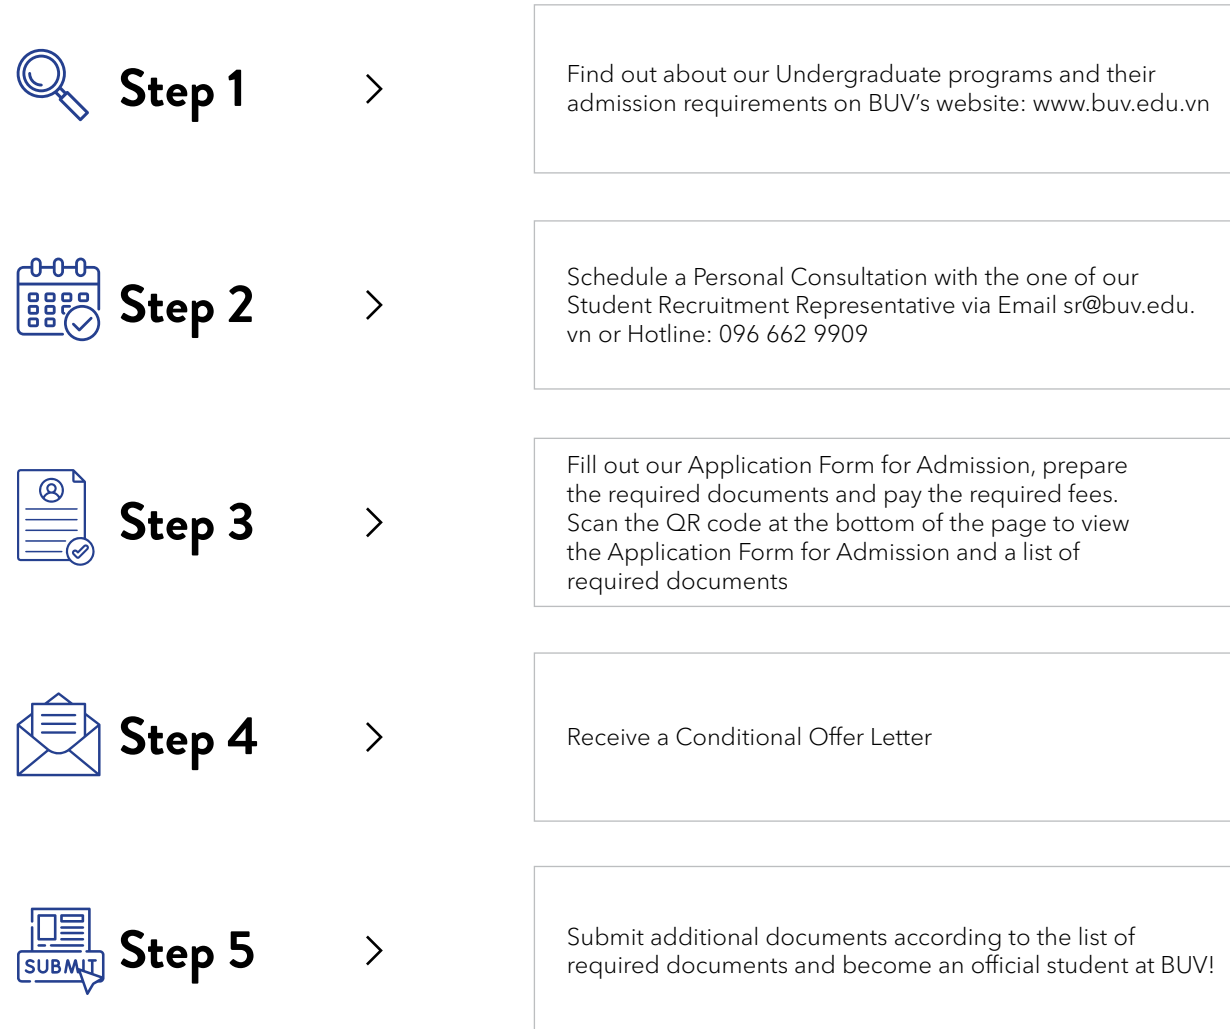 Step 1
Find out about our Undergraduate programs and their
admission requirements on BUV’s website: www.buv.edu.vn
Step 2
Schedule a Personal Consultation with the one of our
Student Recruitment Representative via Email sr@buv.edu.
vn or Hotline: 096 662 9909
Step 3
Fill out our Application Form for Admission, prepare
the required documents and pay the required fees.
Scan the QR code at the bottom of the page to view
the Application Form for Admission and a list of
required documents
Step 4
Receive a Conditional Offer Letter
SUBMIT
Step 5
Submit additional documents according to the list of
required documents and become an official student at BUV!